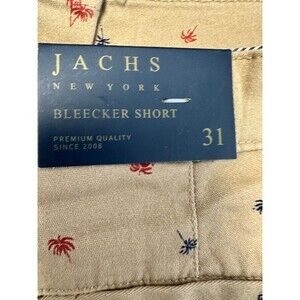 JACHS
NEW YORK
BLEECKER SHORT
PREMIUM QUALITY
SINCE 2008
31